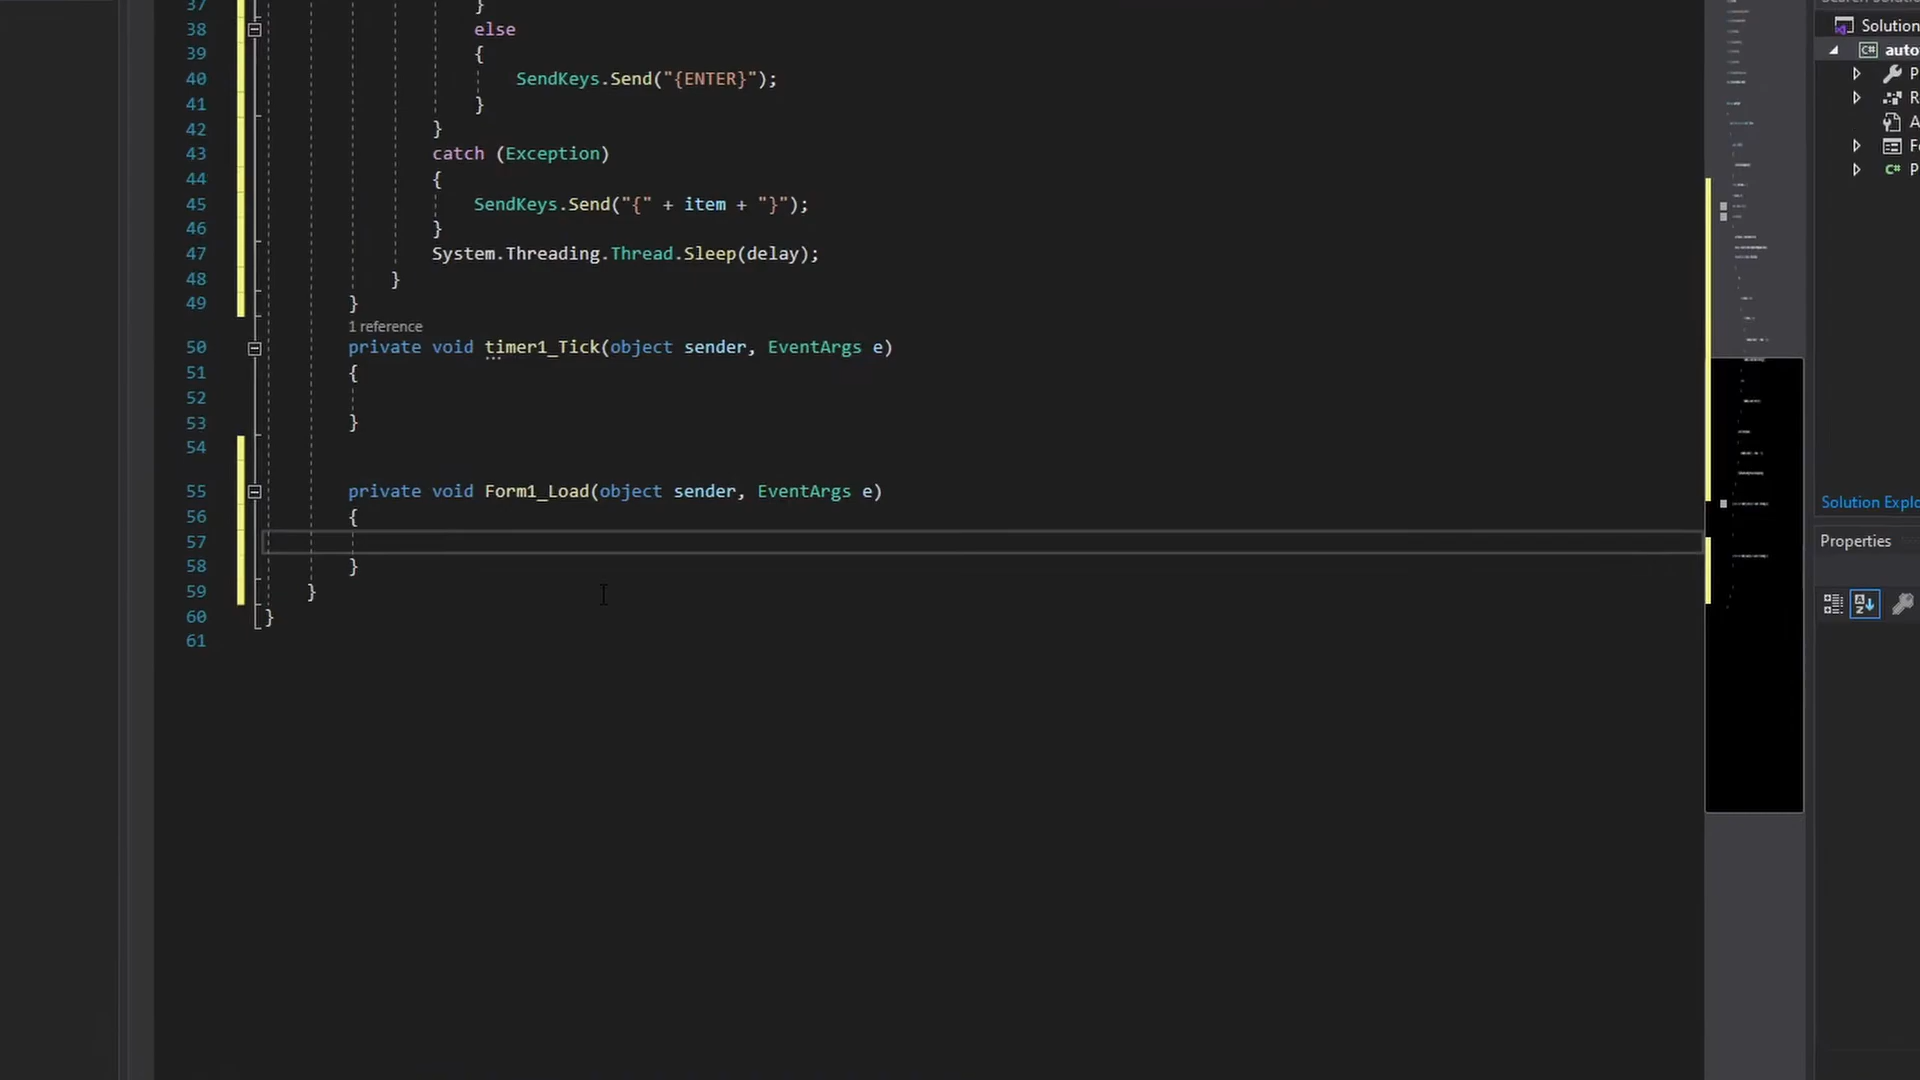 37 }
38 else
39 {
40 SendKeys.Send("{ENTER}");
41 }
42 }
43 catch (Exception)
44 {
45 SendKeys.Send("{" + item + "}");
46 }
47 System.Threading.Thread.Sleep(delay);
48 }
49 }
1 reference
50 private void timer1_Tick(object sender, EventArgs e)
51 {
52
53 }
54
55 private void Form1_Load(object sender, EventArgs e)
56 {
57
58 }
59 }
60 }
61
Solution
C# auto
P
R
A
F
C# P
Solution Explo
Properties